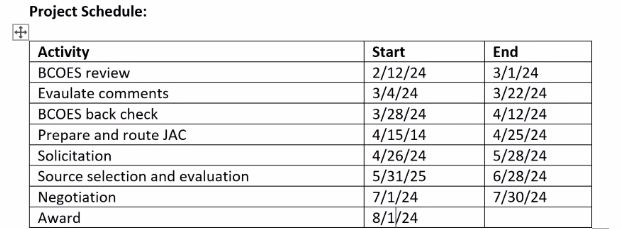 Project Schedule:
Activity Start End
BCOES review 2/12/24 3/1/24
Evaulate comments 3/4/24 3/22/24
BCOES back check 3/28/24 4/12/24
Prepare and route JAC 4/15/14 4/25/24
Solicitation 4/26/24 5/28/24
Source selection and evaluation 5/31/25 6/28/24
Negotiation 7/1/24 7/30/24
Award 8/1/24